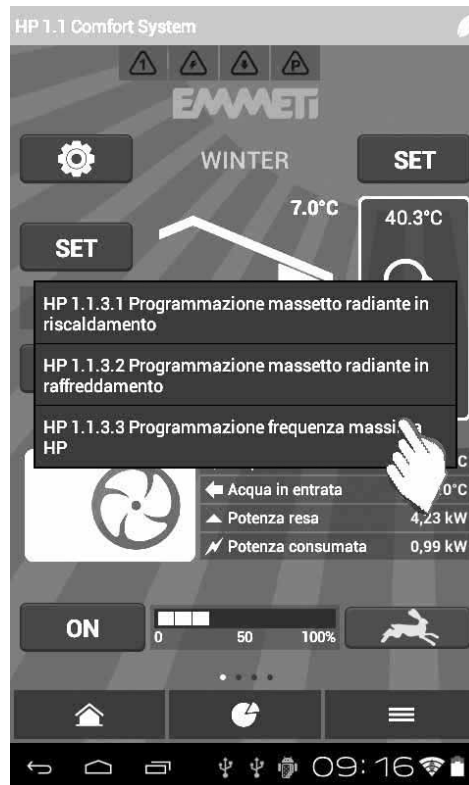 HP 1.1 Comfort System
1 P
EMMETI
WINTER
SET
7.0°C
40.3°C
SET
HP 1.1.3.1 Programmazione massetto radiante in
riscaldamento
HP 1.1.3.2 Programmazione massetto radiante in
raffreddamento
HP 1.1.3.3 Programmazione frequenza
HP
Acqua in entrata
Potenza resa 4,23 kW
Potenza consumata 0,99 kW
ON
0 50 100%
09:16